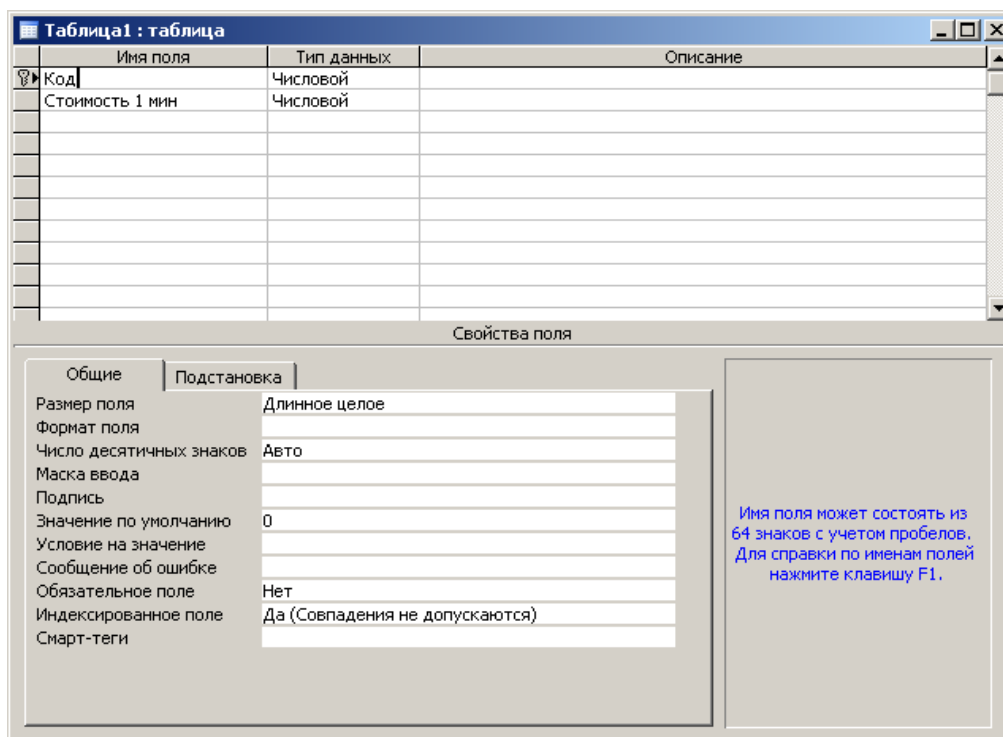 Таблица1 : таблица
Имя поля Тип данных Описание
Код Числовой
Стоимость 1 мин Числовой
Свойства поля
Общие Подстановка
Размер поля Длинное целое
Формат поля
Число десятичных знаков Авто
Маска ввода
Подпись
Значение по умолчанию 0
Условие на значение
Сообщение об ошибке
Обязательное поле Нет
Индексированное поле Да (Совпадения не допускаются)
Смарт-теги
Имя поля может состоять из
64 знаков с учетом пробелов.
Для справки по именам полей
нажмите клавишу F1.